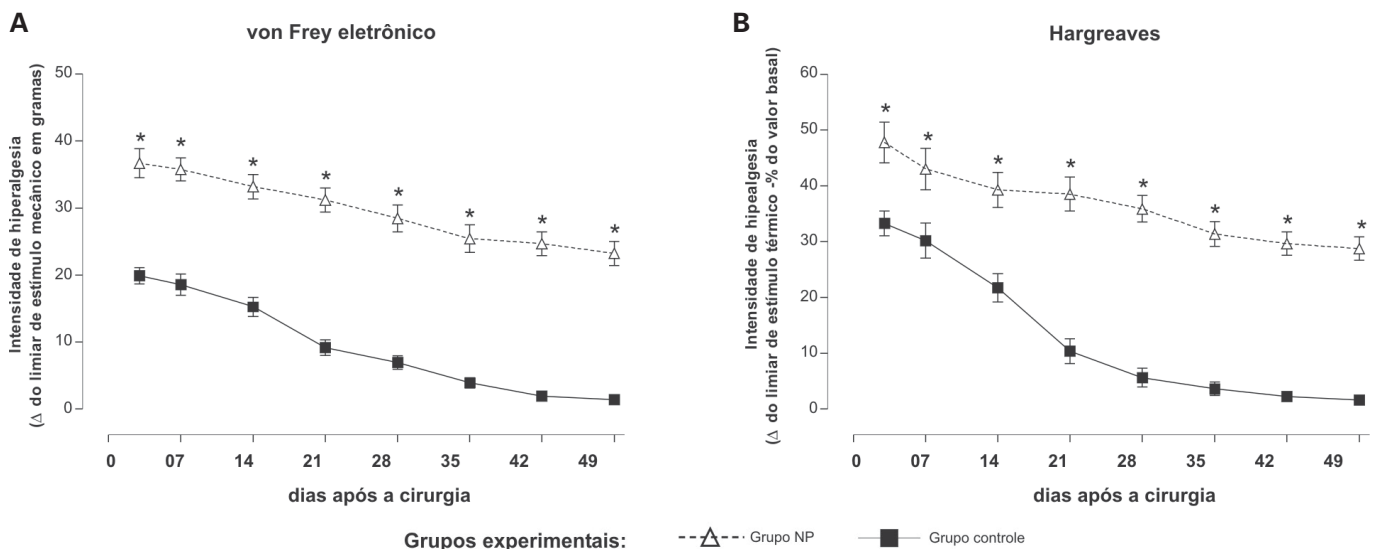 A
von Frey eletrônico
Intensidade de hiperalgesia
(Δ do limiar de estímulo mecânico em gramas)
50
40
30
20
10
0
* * * * * * * *
0 07 14 21 28 35 42 49
dias após a cirurgia
B
Hargreaves
Intensidade de hipealgesia
(Δ do limiar de estímulo térmico -% do valor basal)
60
50
40
30
20
10
0
* * * * * * * *
0 07 14 21 28 35 42 49
dias após a cirurgia
Grupos experimentais: Grupo NP Grupo controle